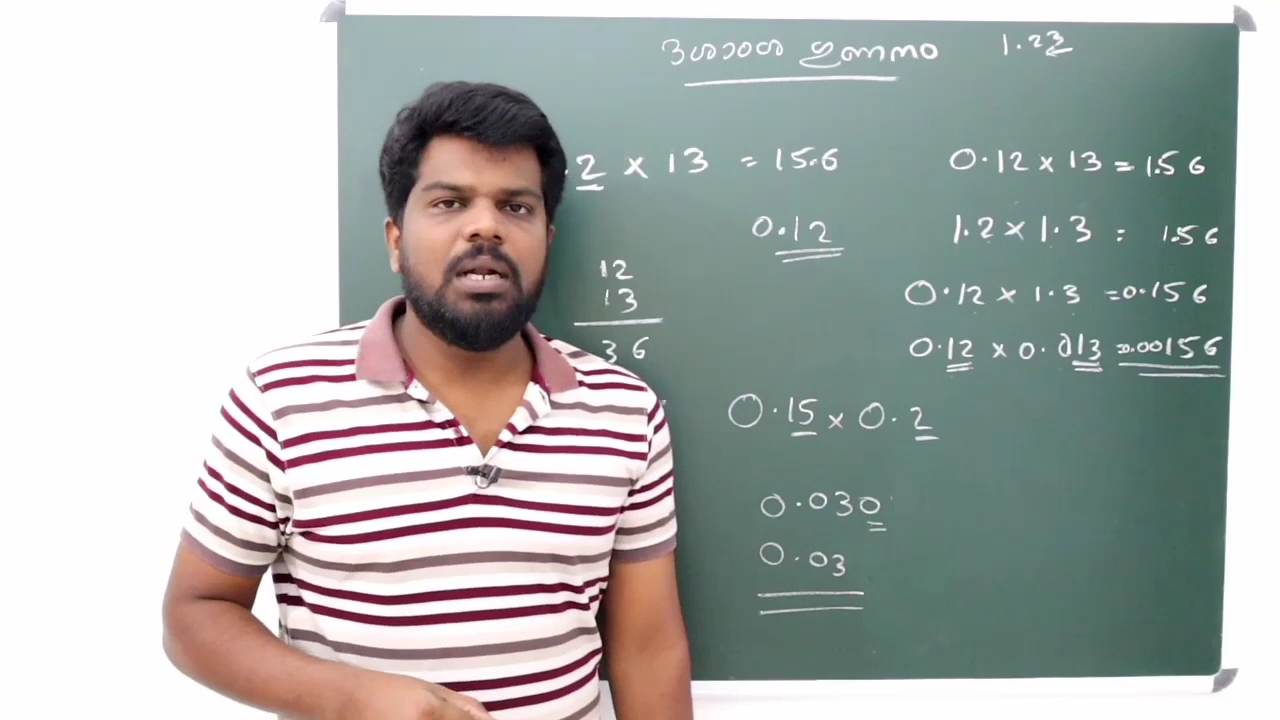 ദശാംശ ഗുണനം 1.23
.2 × 13 = 15.6
0.12
12
13
36
0.12 × 13 = 1.56
1.2 × 1.3 = 1.56
0.12 × 1.3 = 0.156
0.12 × 0.013 = 0.00156
0.15 × 0.2
0.030
0.03